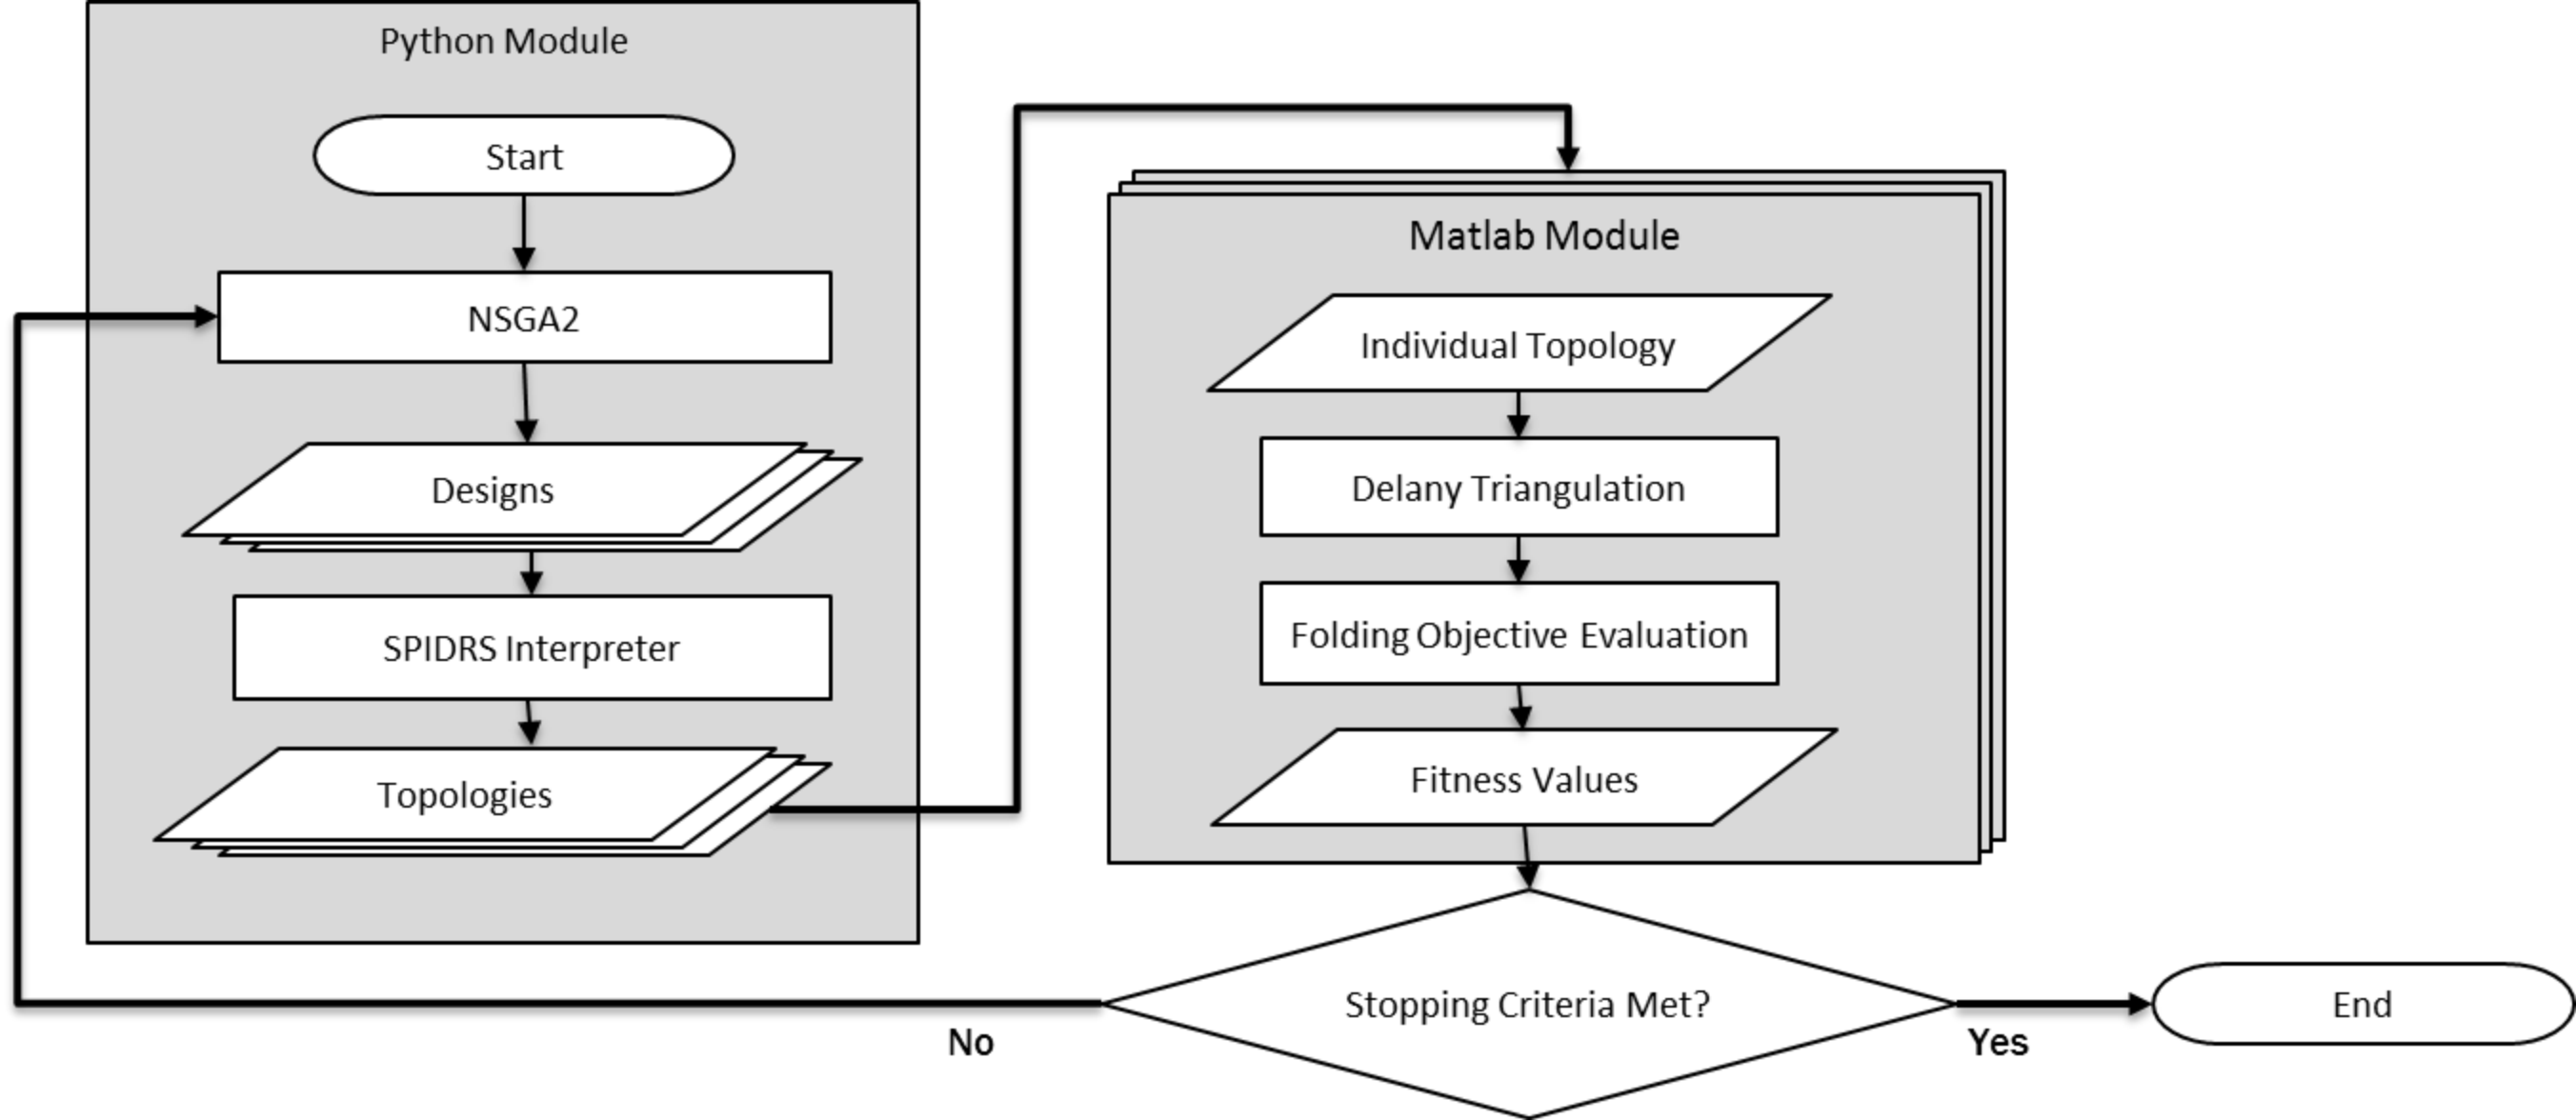 Python Module
Start
NSGA2
Designs
SPIDRS Interpreter
Topologies
Matlab Module
Individual Topology
Delany Triangulation
Folding Objective Evaluation
Fitness Values
Stopping Criteria Met?
No
Yes
End